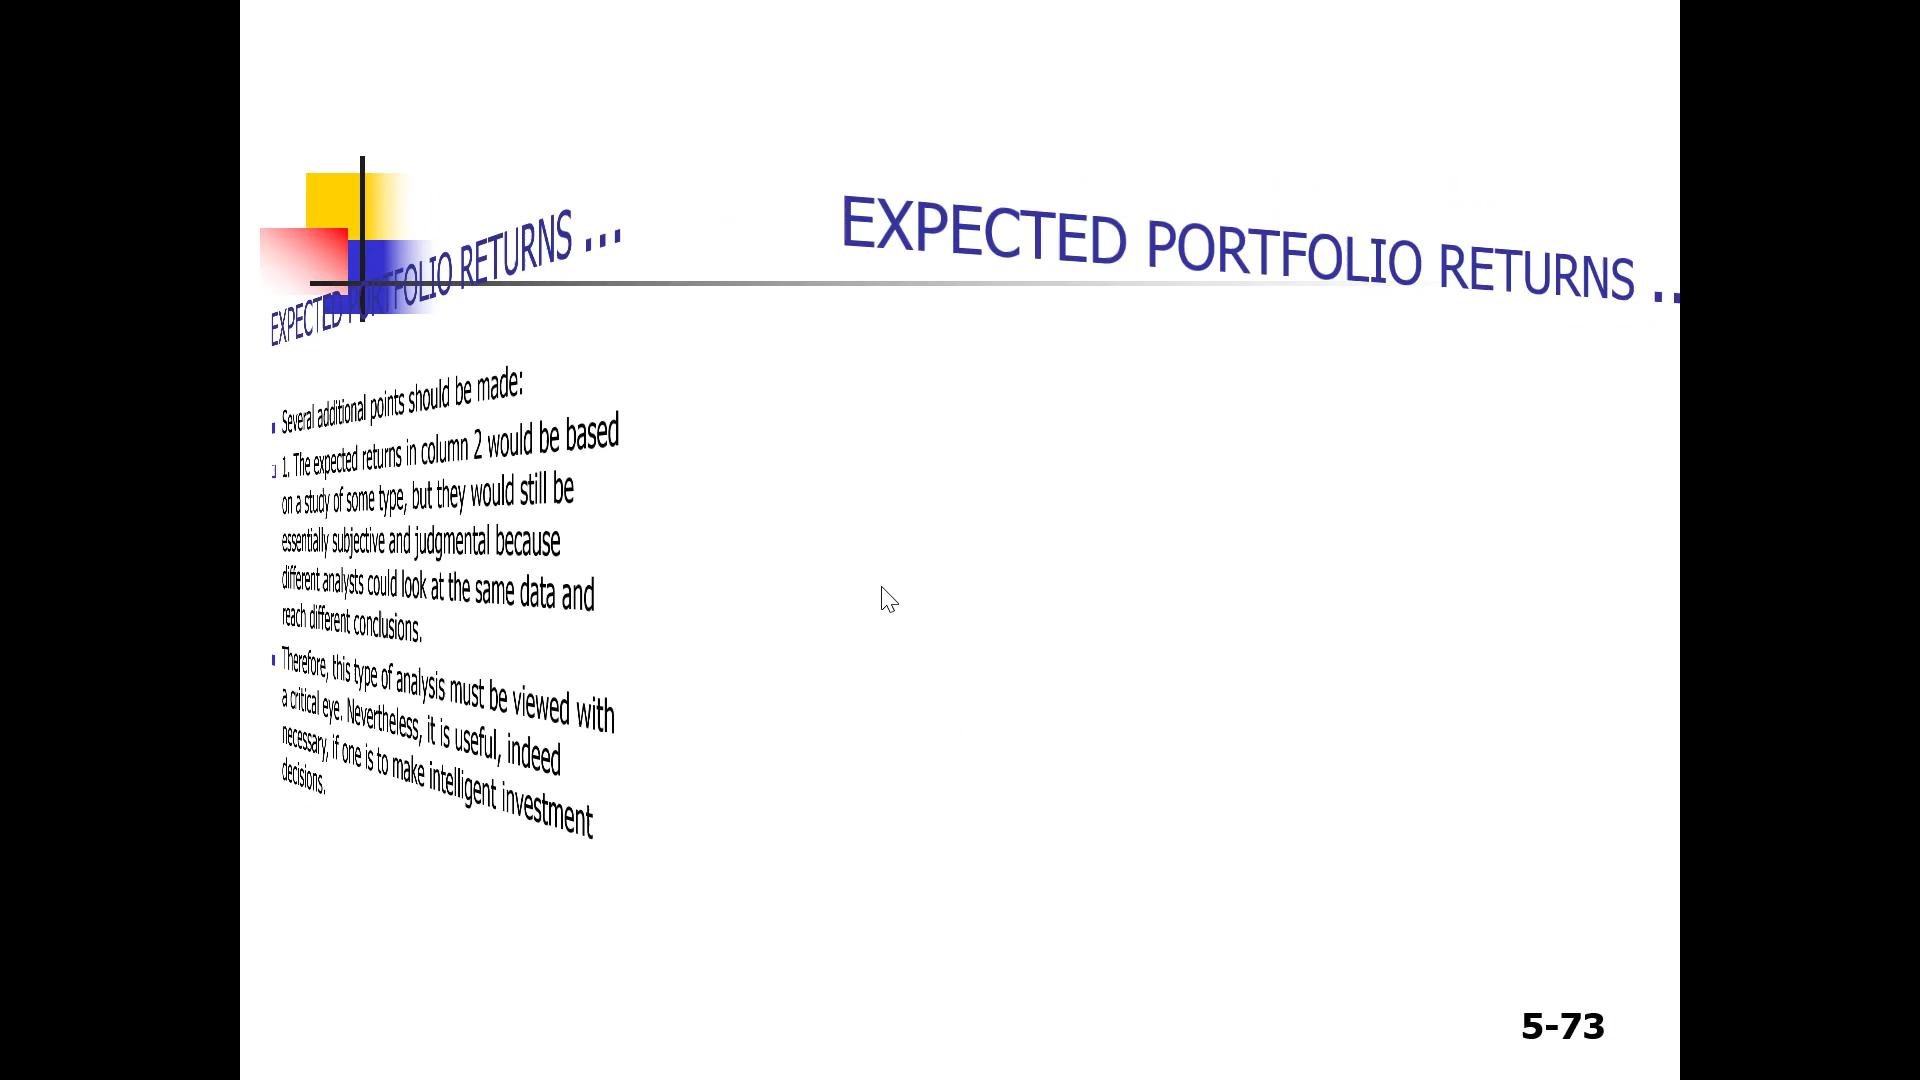 EXPECTED PORTFOLIO RETURNS ...
Several additional points should be made:
1. The expected returns in column 2 would be based
on a study of some type, but they would still be
essentially subjective and judgmental because
different analysts could look at the same data and
reach different conclusions.
Therefore, this type of analysis must be viewed with
a critical eye. Nevertheless, it is useful, indeed
necessary, if one is to make intelligent investment
decisions.
EXPECTED PORTFOLIO RETURNS ..
5-73